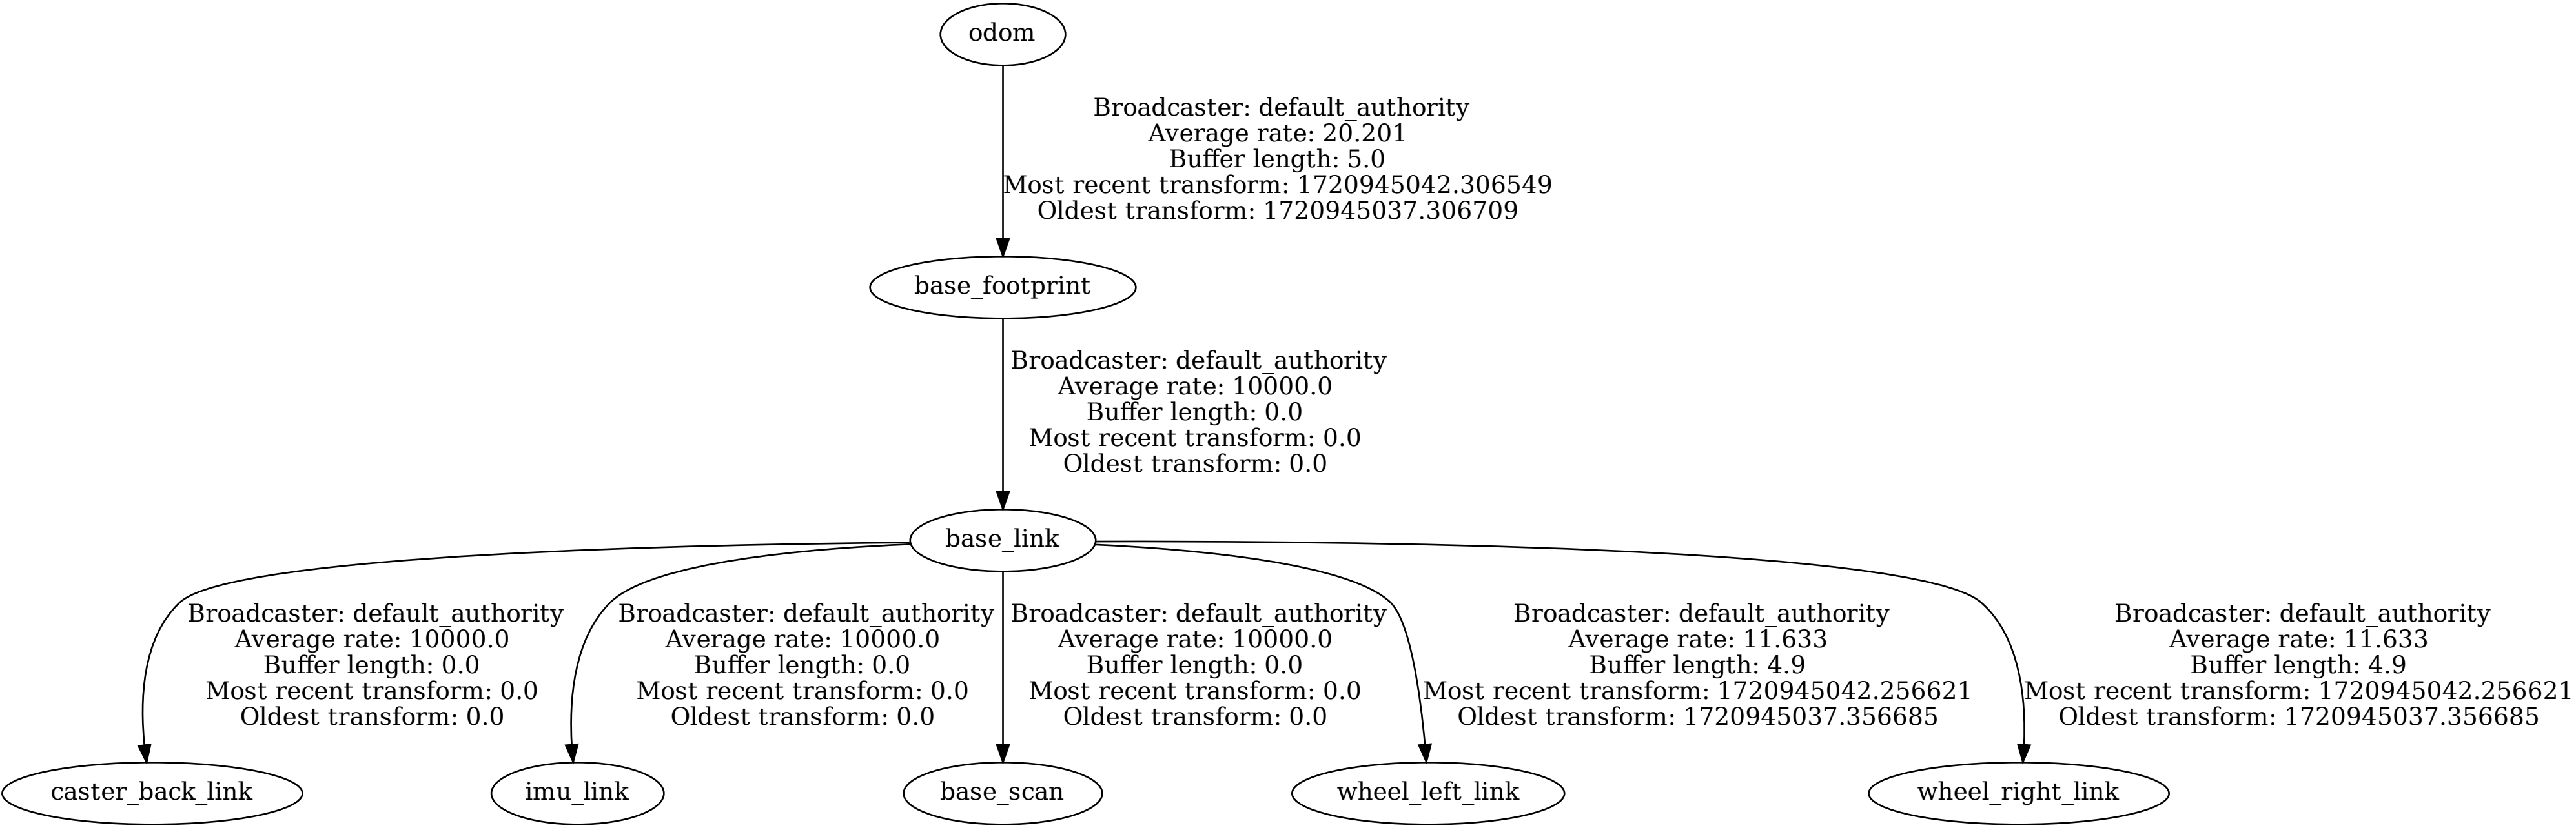 odom
Broadcaster: default_authority
Average rate: 20.201
Buffer length: 5.0
Most recent transform: 1720945042.306549
Oldest transform: 1720945037.306709
base_footprint
Broadcaster: default_authority
Average rate: 10000.0
Buffer length: 0.0
Most recent transform: 0.0
Oldest transform: 0.0
base_link
Broadcaster: default_authority
Average rate: 10000.0
Buffer length: 0.0
Most recent transform: 0.0
Oldest transform: 0.0
Broadcaster: default_authority
Average rate: 10000.0
Buffer length: 0.0
Most recent transform: 0.0
Oldest transform: 0.0
Broadcaster: default_authority
Average rate: 10000.0
Buffer length: 0.0
Most recent transform: 0.0
Oldest transform: 0.0
Broadcaster: default_authority
Average rate: 11.633
Buffer length: 4.9
Most recent transform: 1720945042.256621
Oldest transform: 1720945037.356685
Broadcaster: default_authority
Average rate: 11.633
Buffer length: 4.9
Most recent transform: 1720945042.256621
Oldest transform: 1720945037.356685
caster_back_link
imu_link
base_scan
wheel_left_link
wheel_right_link